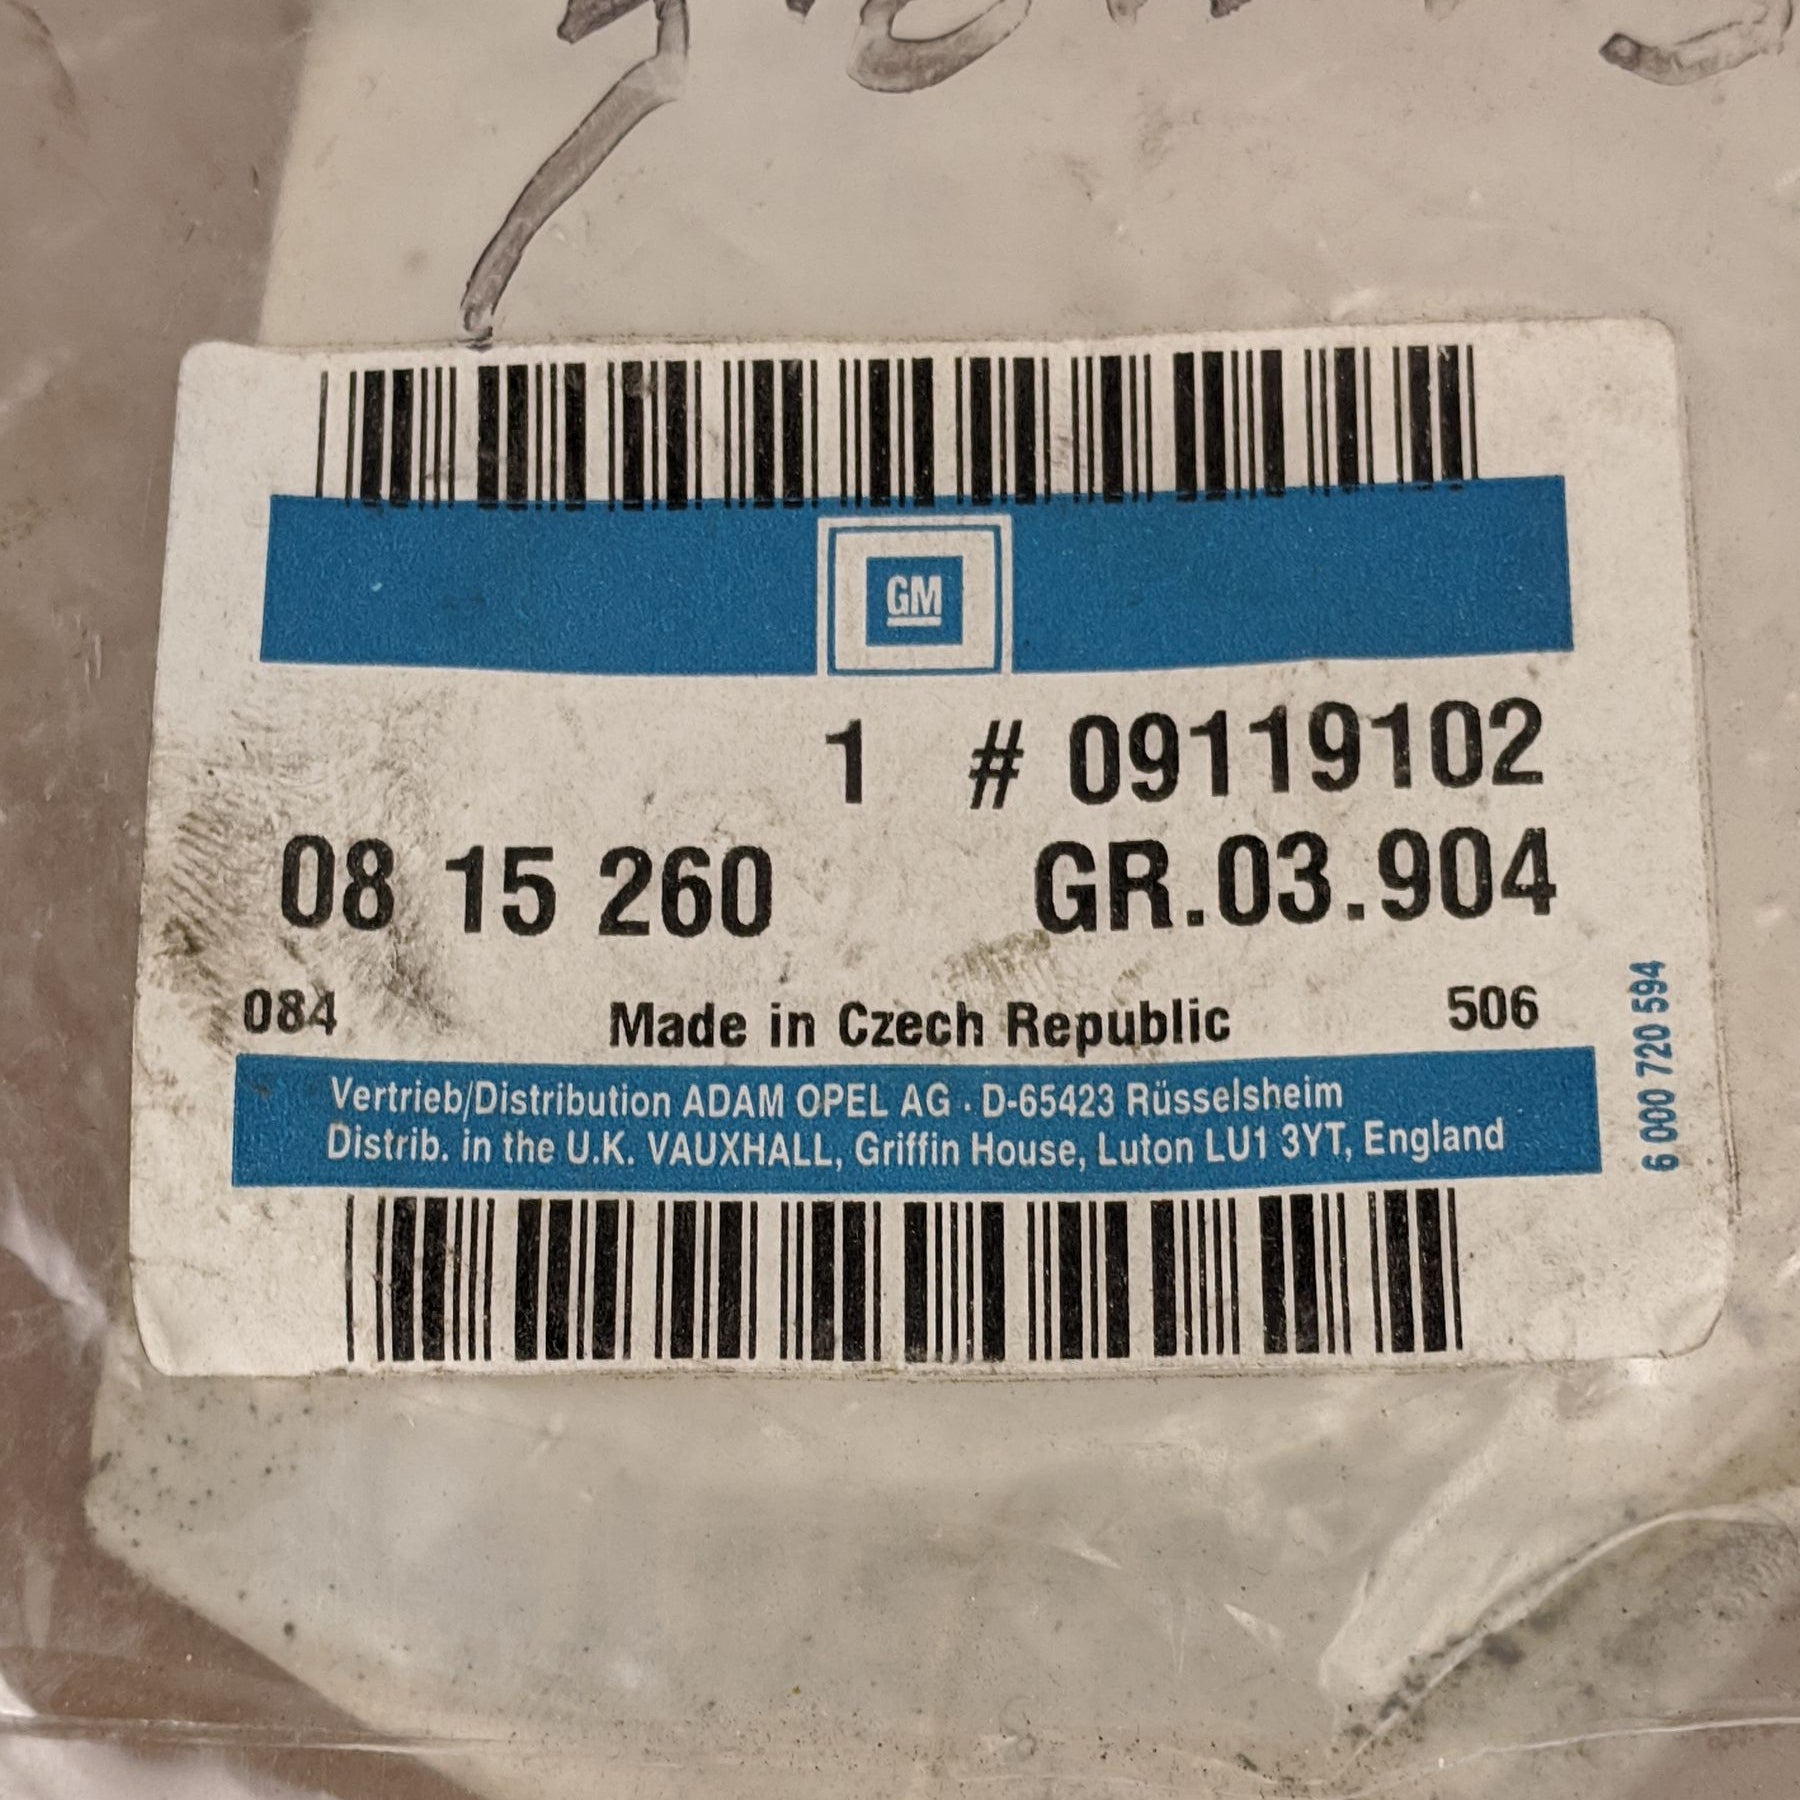 GM
1 # 09119102
08 15 260 GR.03.904
084 Made in Czech Republic 506
Vertrieb/Distribution ADAM OPEL AG . D-65423 Rüsselsheim
Distrib. in the U.K. VAUXHALL, Griffin House, Luton LU1 3YT, England
6 000 720 594